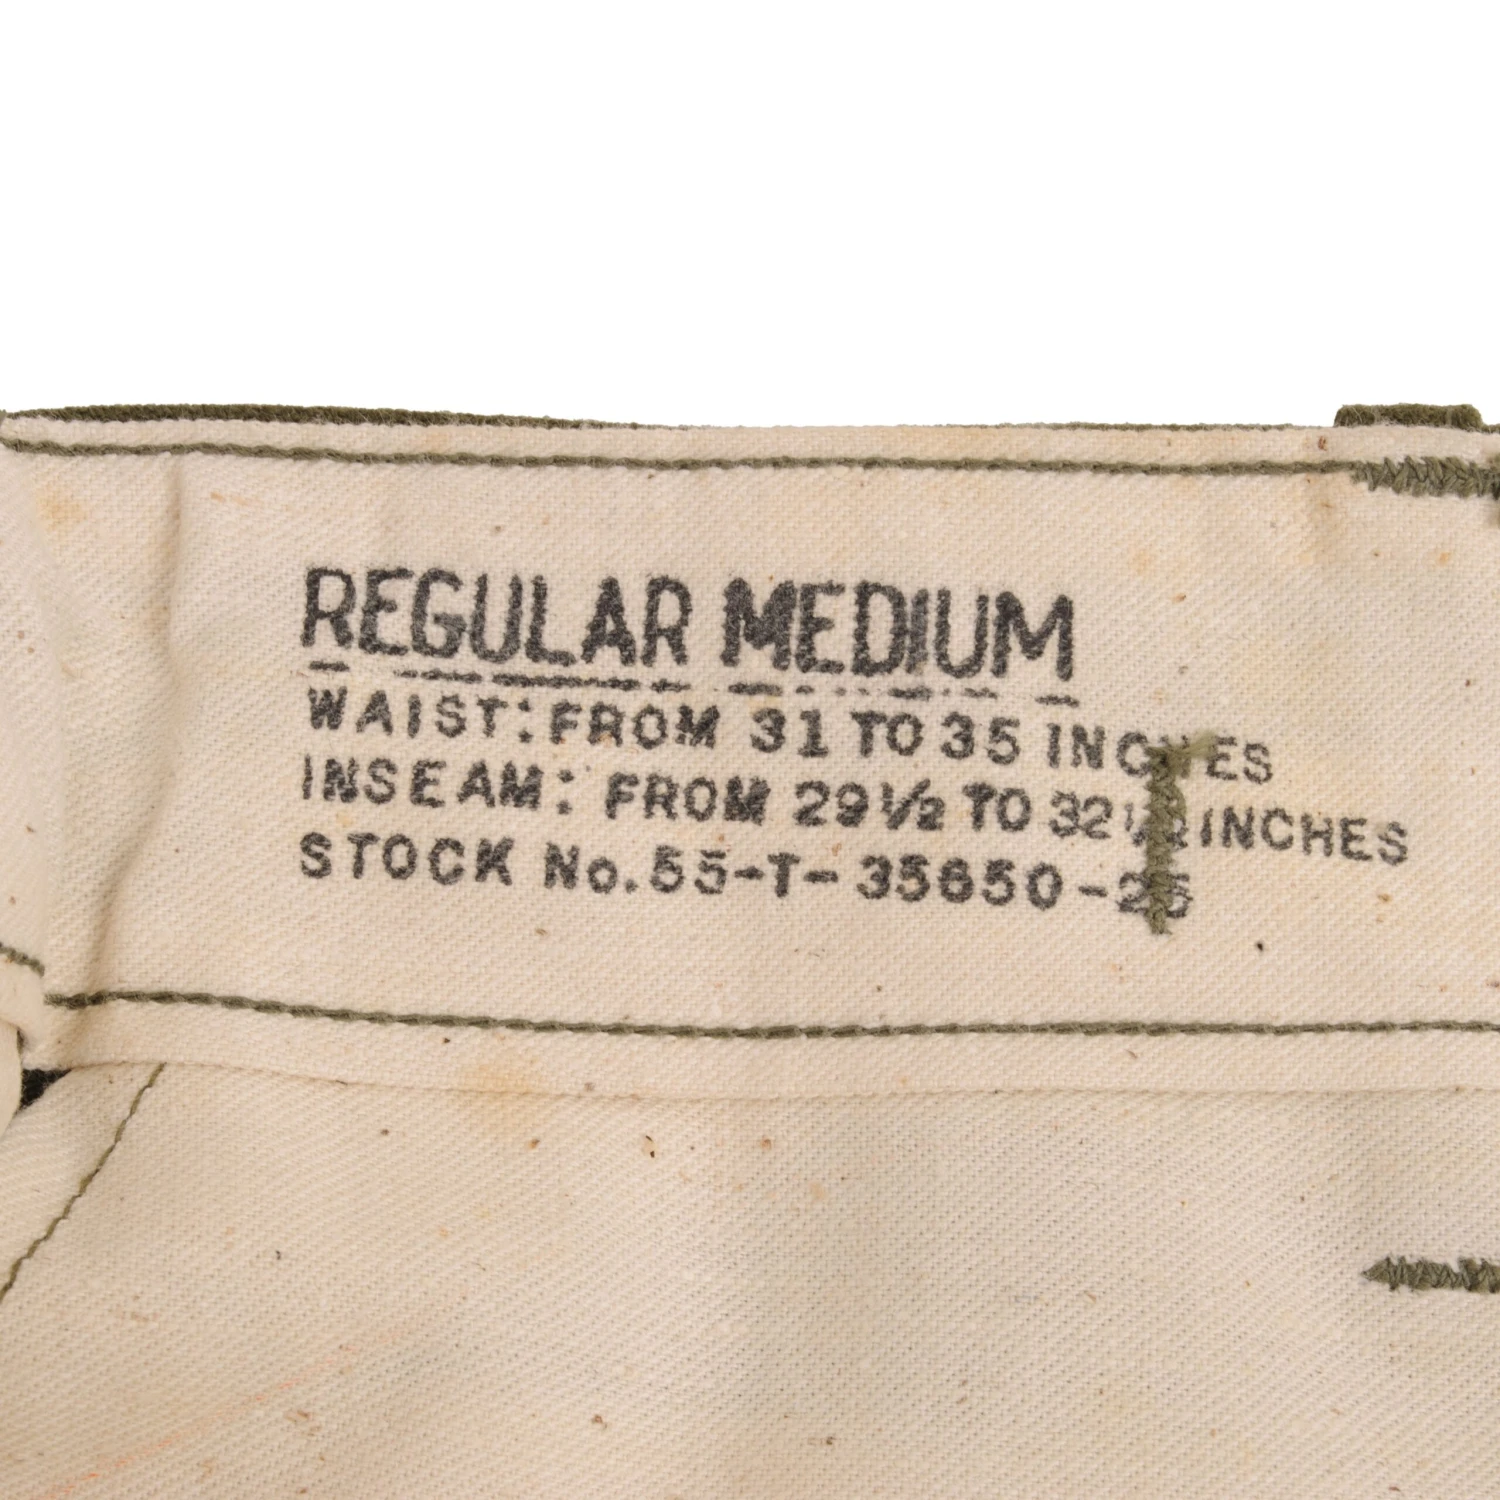 REGULAR MEDIUM
WAIST: FROM 31 TO 35 INCHES
INSEAM: FROM 29½ TO 32½ INCHES
STOCK No. 55-T-35650-25